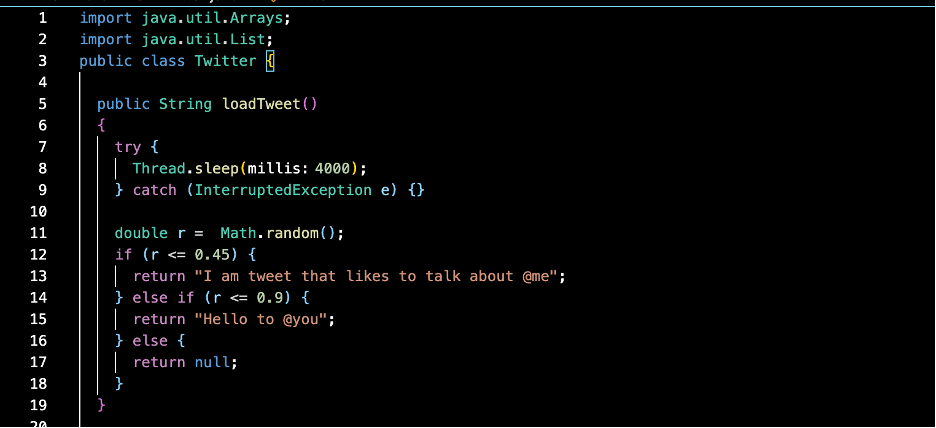 1 import java.util.Arrays;
2 import java.util.List;
3 public class Twitter {
4
5 public String loadTweet()
6 {
7 try {
8 Thread.sleep(millis: 4000);
9 } catch (InterruptedException e) {}
10
11 double r =  Math.random();
12 if (r <= 0.45) {
13 return "I am tweet that likes to talk about @me";
14 } else if (r <= 0.9) {
15 return "Hello to @you";
16 } else {
17 return null;
18 }
19 }
20